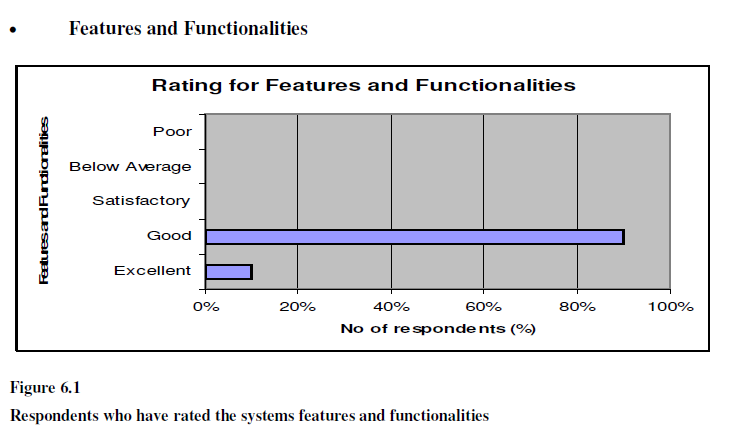 • Features and Functionalities
Rating for Features and Functionalities
Features and Functionalities
Poor
Below Average
Satisfactory
Good
Excellent
0% 20% 40% 60% 80% 100%
No of respondents (%)
Figure 6.1
Respondents who have rated the systems features and functionalities